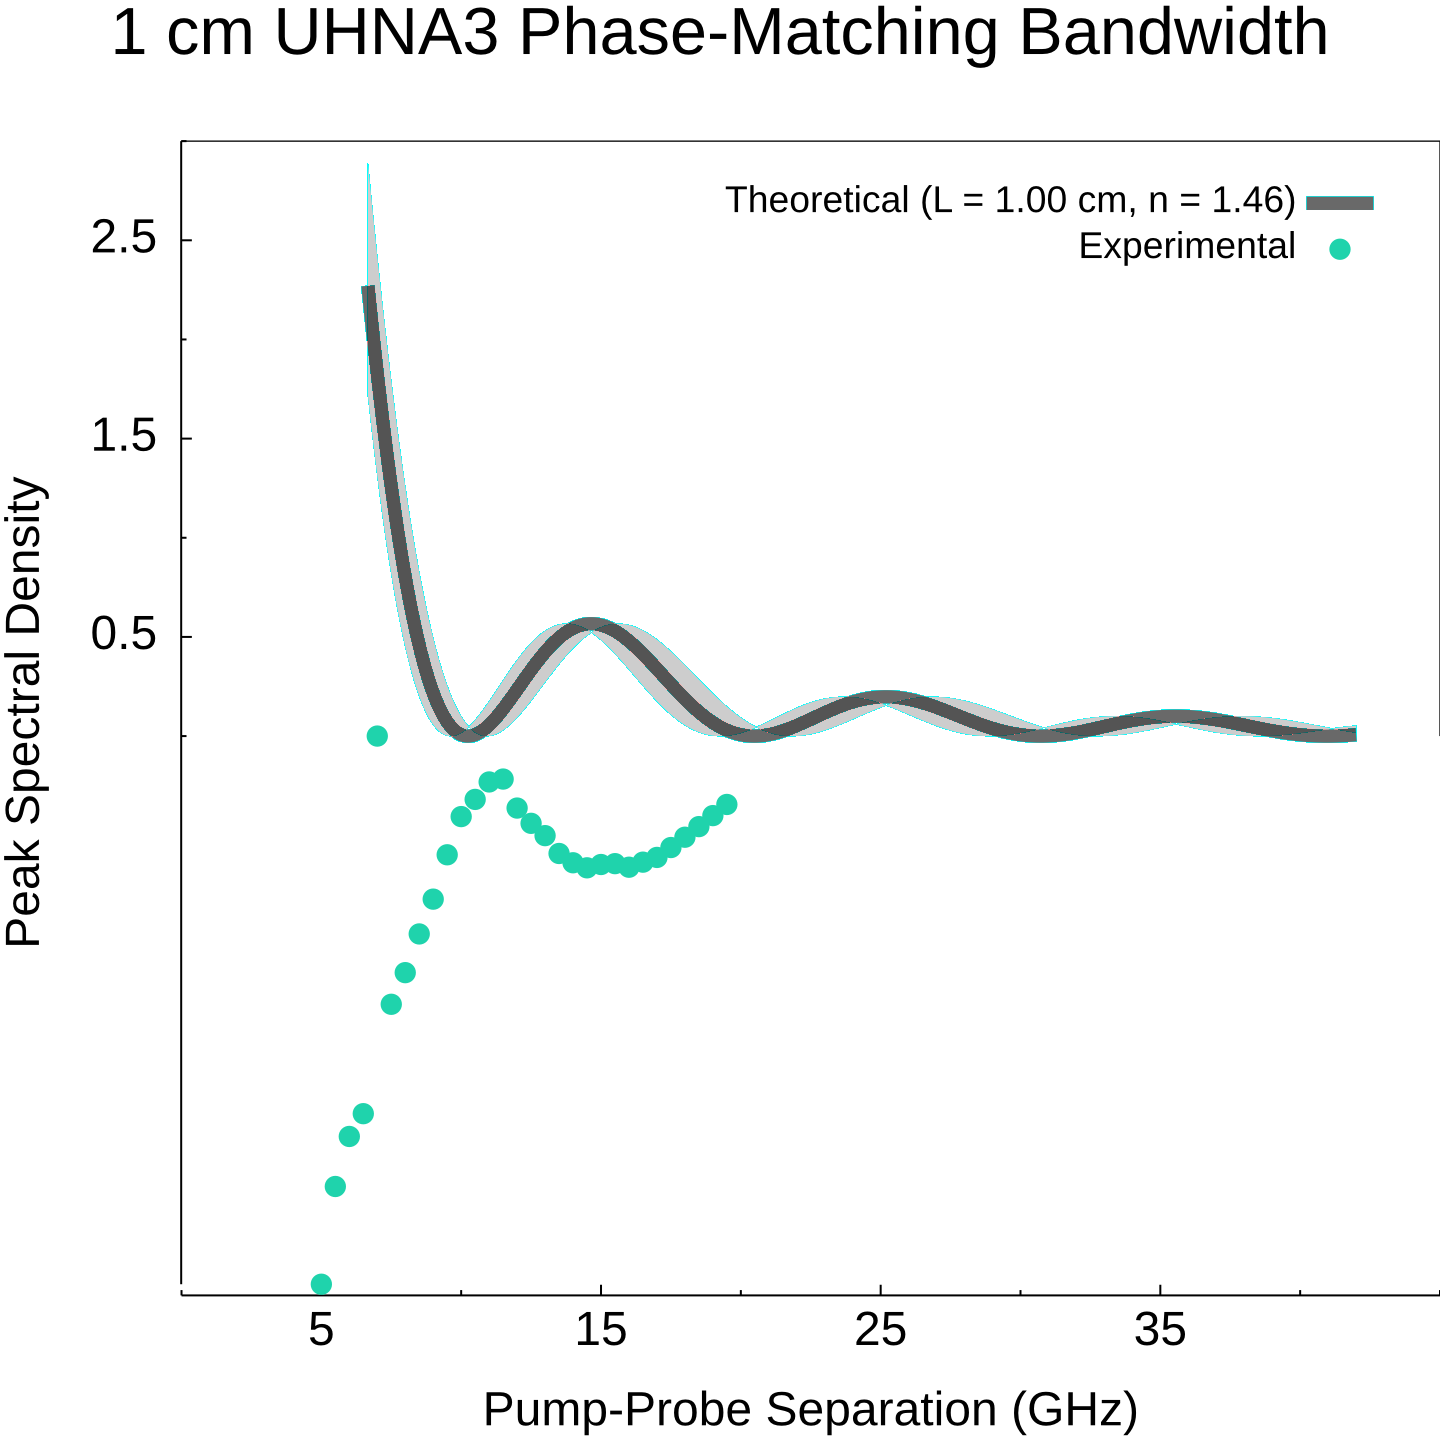 1 cm UHNA3 Phase-Matching Bandwidth
Theoretical (L = 1.00 cm, n = 1.46)
Experimental
2.5
1.5
0.5
Peak Spectral Density
5 15 25 35
Pump-Probe Separation (GHz)